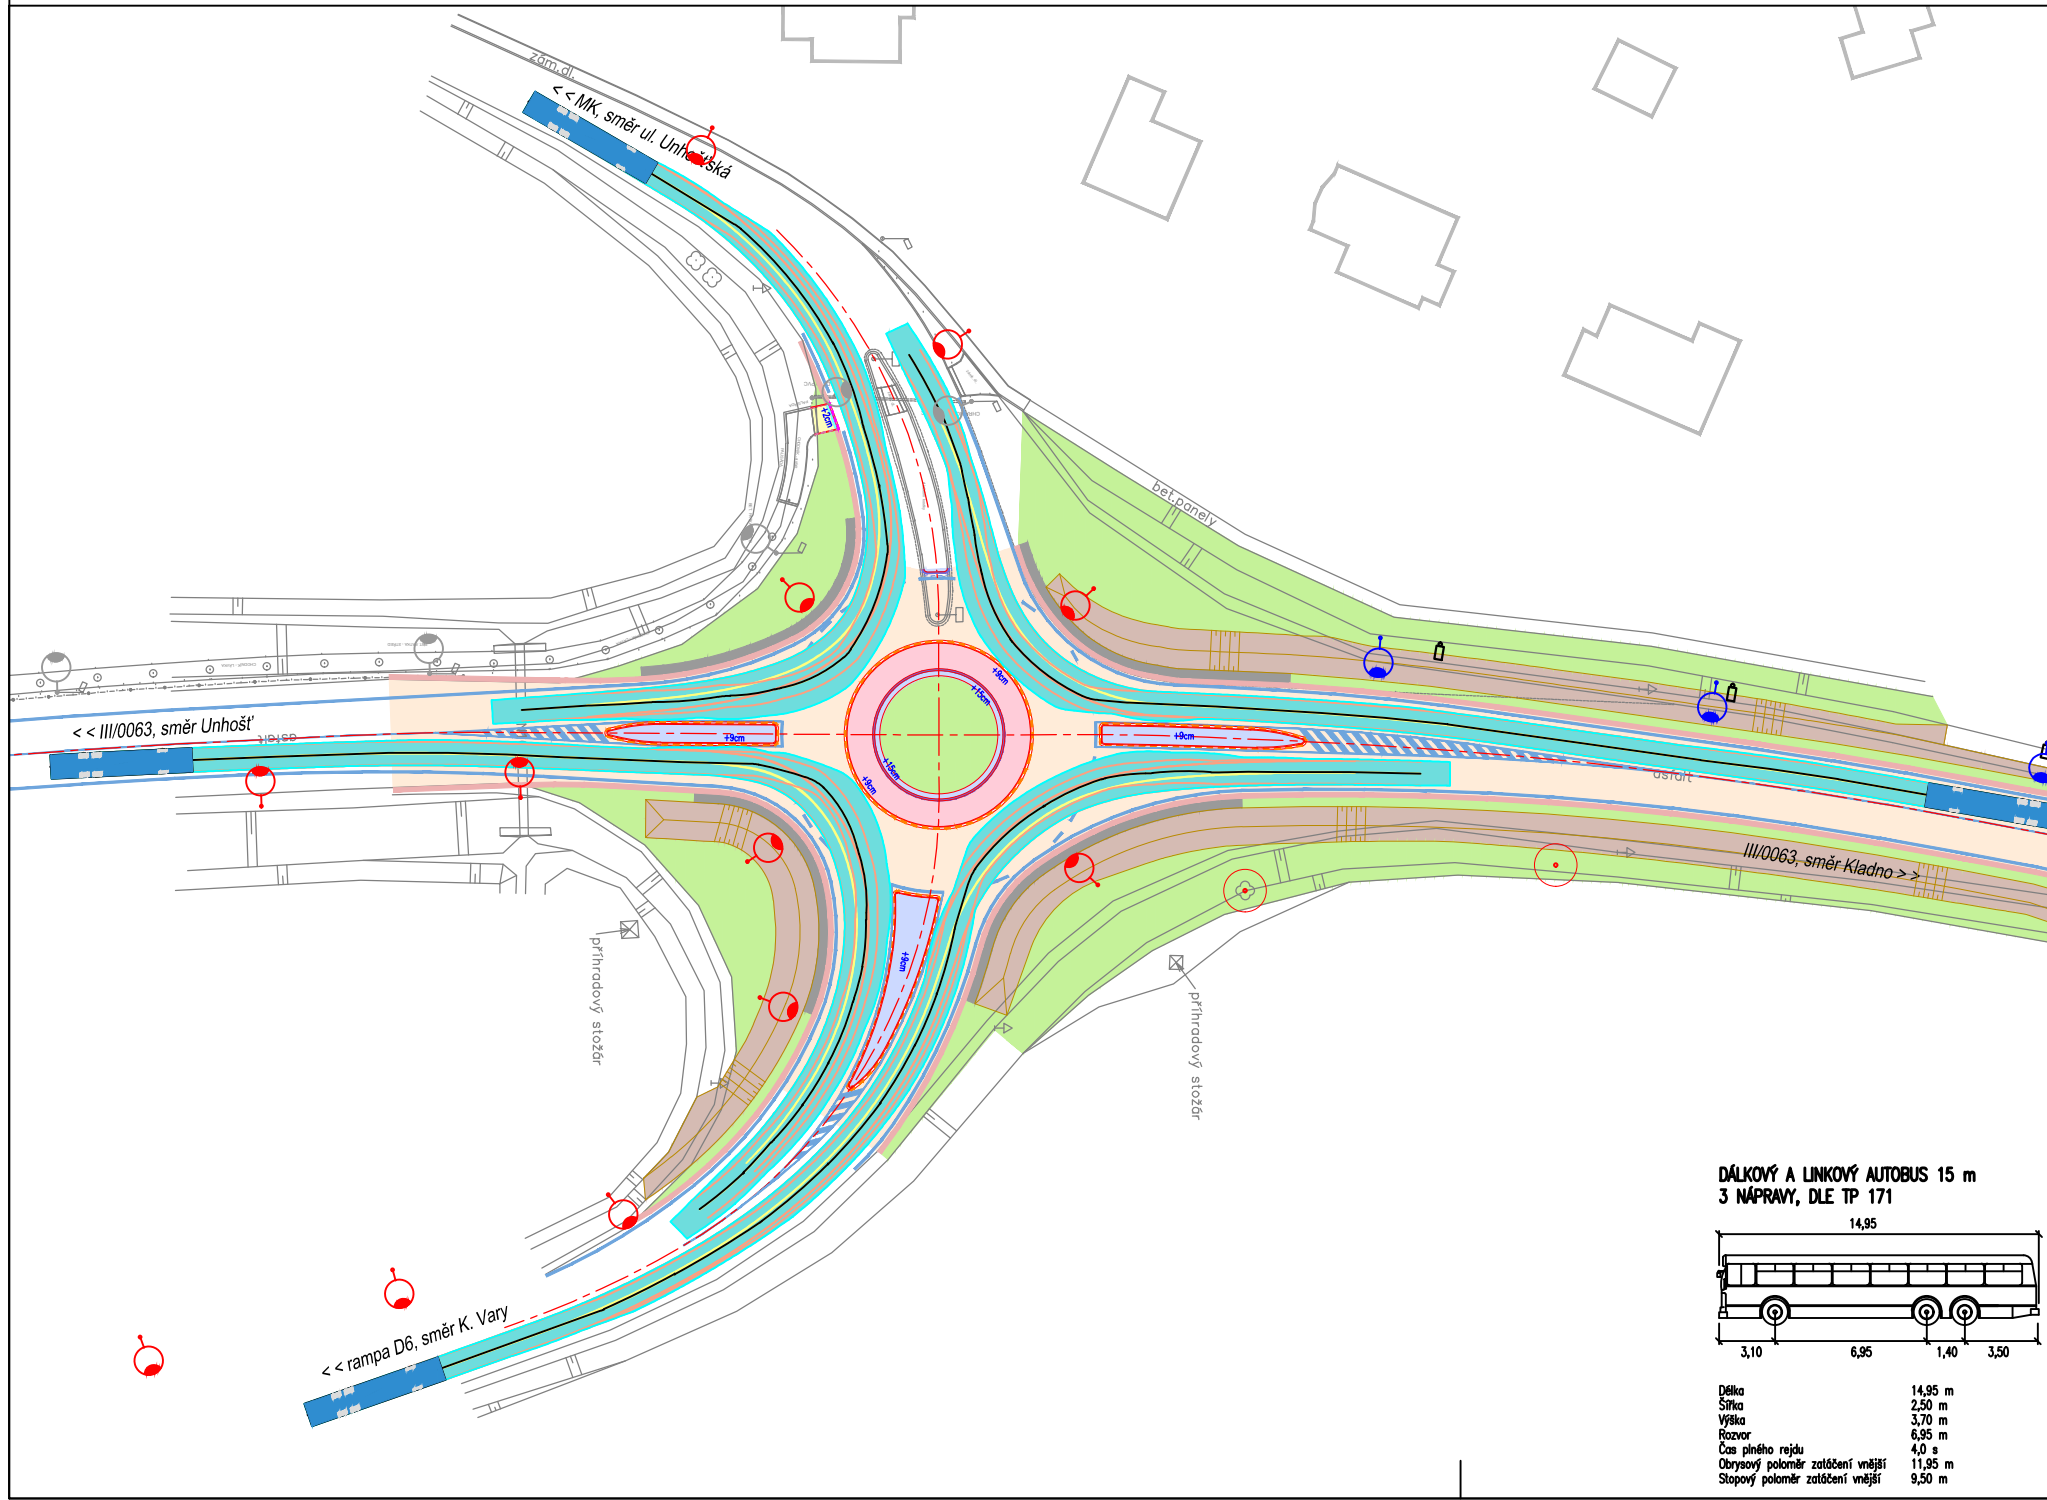 zám.dl.
< < MK, směr ul. Unhošťská
+2cm
bet.panely
< < III/0063, směr Unhošť
asfalt
+9cm
+15cm
+9cm
+9cm
+15cm
+9cm
asfalt
III/0063, směr Kladno > >
+9cm
příhradový stožár
příhradový stožár
< < rampa D6, směr K. Vary
DÁLKOVÝ A LINKOVÝ AUTOBUS 15 m
3 NÁPRAVY, DLE TP 171
14,95
3,10 6,95 1,40 3,50
Délka 14,95 m
Šířka 2,50 m
Výška 3,70 m
Rozvor 6,95 m
Čas plného rejdu 4,0 s
Obrysový poloměr zatáčení vnější 11,95 m
Stopový poloměr zatáčení vnější 9,50 m